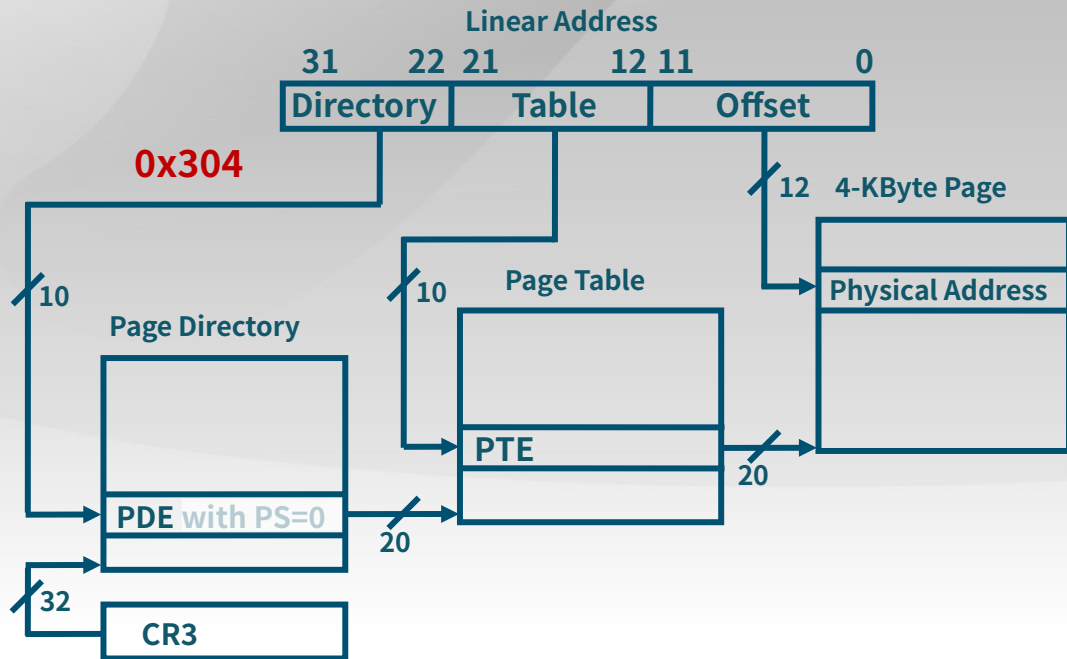 Linear Address
31 22 21 12 11 0
Directory Table Offset
0x304
12 4-KByte Page
10
10
Page Table
Physical Address
Page Directory
PTE
20
PDE with PS=0
20
32
CR3